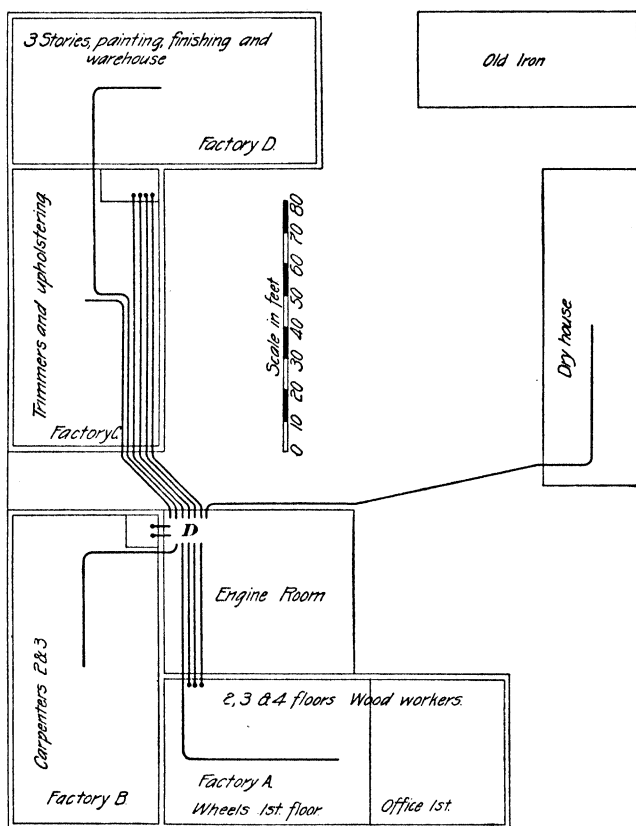 3 Stories, painting, finishing and
warehouse
Factory D.
Old Iron
Trimmers and upholstering
Factory C.
Scale in feet
0 10 20 30 40 50 60 70 80
Dry house
D
Engine Room
Carpenters 2 & 3
Factory B.
2, 3 & 4 floors Wood workers.
Factory A.
Wheels 1st. floor
Office 1st.